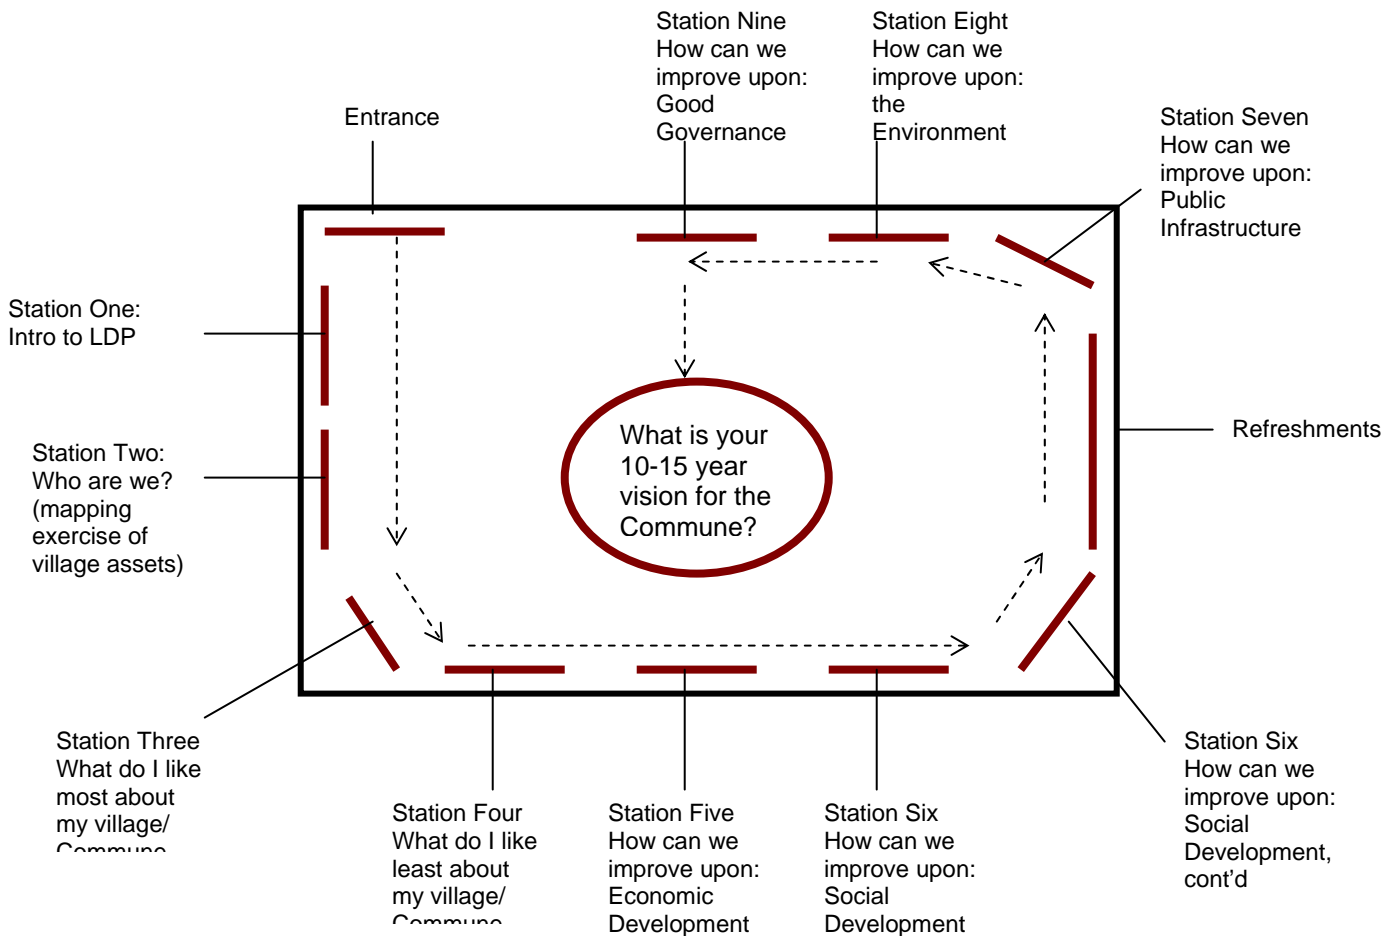 Station Nine
How can we
improve upon:
Good
Governance
Station Eight
How can we
improve upon:
the
Environment
Entrance
Station Seven
How can we
improve upon:
Public
Infrastructure
Station One:
Intro to LDP
Station Two:
Who are we?
(mapping
exercise of
village assets)
What is your
10-15 year
vision for the
Commune?
Refreshments
Station Three
What do I like
most about
my village/
Commune
Station Four
What do I like
least about
my village/
Commune
Station Five
How can we
improve upon:
Economic
Development
Station Six
How can we
improve upon:
Social
Development
Station Six
How can we
improve upon:
Social
Development,
cont'd